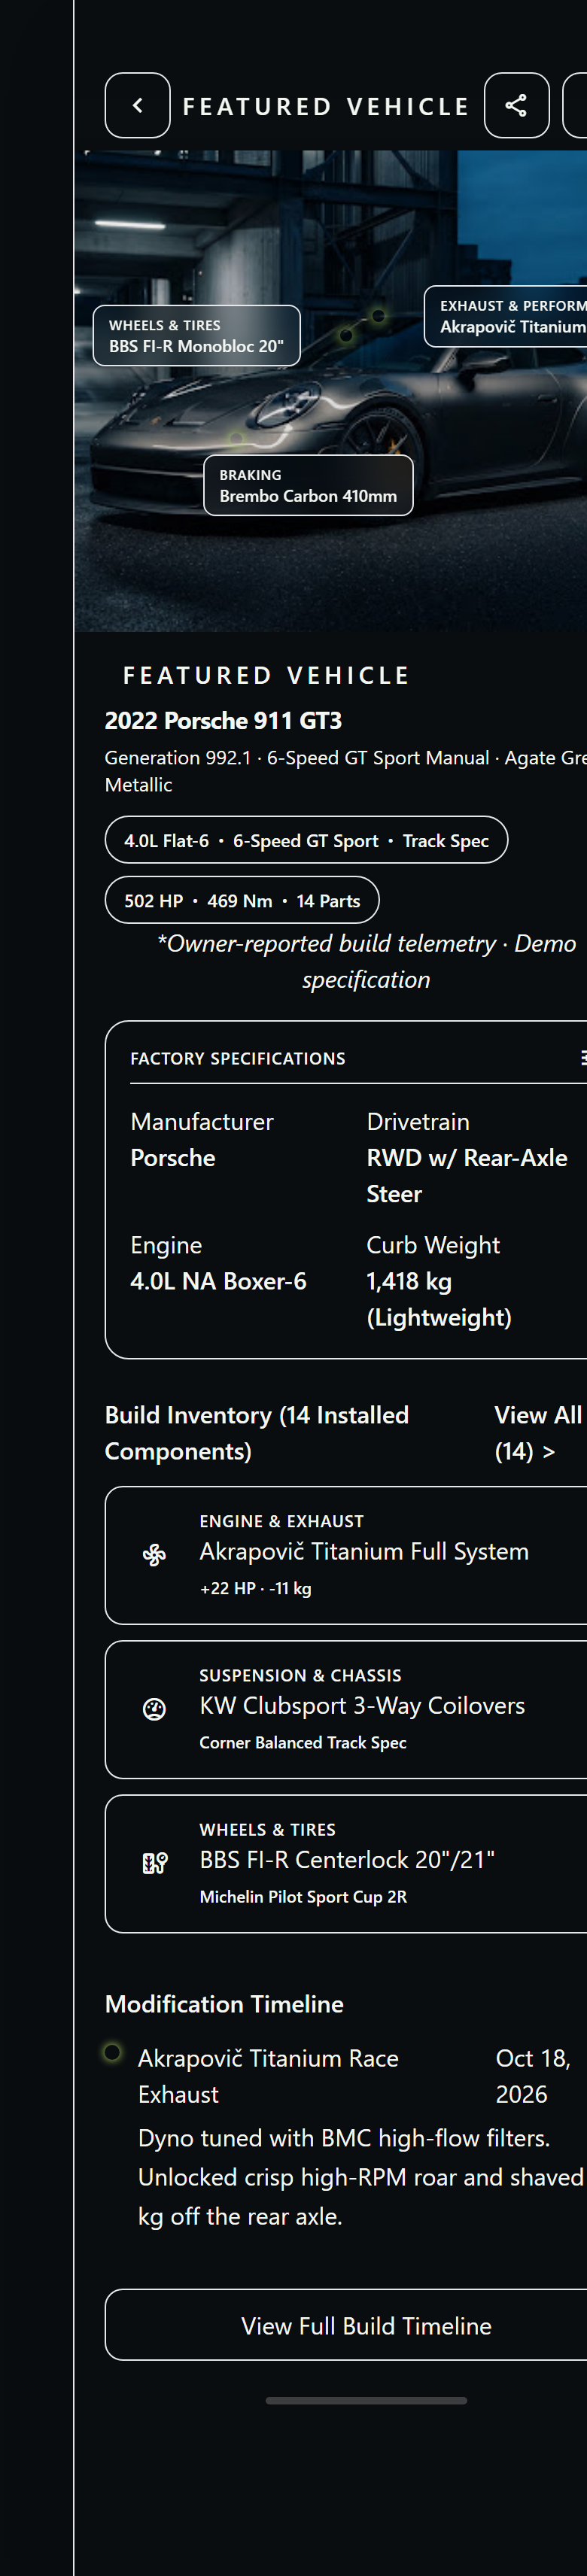 FEATURED VEHICLE
WHEELS & TIRES
BBS FI-R Monobloc 20"
EXHAUST & PERFORM
Akrapovič Titanium
BRAKING
Brembo Carbon 410mm
FEATURED VEHICLE
2022 Porsche 911 GT3
Generation 992.1 · 6-Speed GT Sport Manual · Agate Gre
Metallic
4.0L Flat-6 • 6-Speed GT Sport • Track Spec
502 HP • 469 Nm • 14 Parts
*Owner-reported build telemetry · Demo
specification
FACTORY SPECIFICATIONS
Manufacturer
Porsche
Drivetrain
RWD w/ Rear-Axle
Steer
Engine
4.0L NA Boxer-6
Curb Weight
1,418 kg
(Lightweight)
Build Inventory (14 Installed
Components)
View All
(14) >
ENGINE & EXHAUST
Akrapovič Titanium Full System
+22 HP · -11 kg
SUSPENSION & CHASSIS
KW Clubsport 3-Way Coilovers
Corner Balanced Track Spec
WHEELS & TIRES
BBS FI-R Centerlock 20"/21"
Michelin Pilot Sport Cup 2R
Modification Timeline
Akrapovič Titanium Race
Exhaust
Oct 18,
2026
Dyno tuned with BMC high-flow filters.
Unlocked crisp high-RPM roar and shaved
kg off the rear axle.
View Full Build Timeline